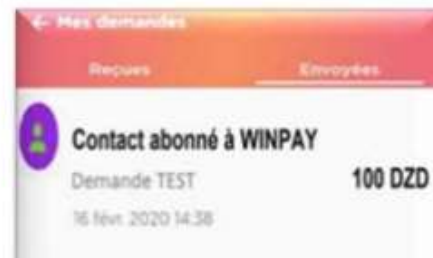 ← Mes demandes
Reçues Envoyées
Contact abonné à WINPAY
Demande TEST 100 DZD
16 févr. 2020 14:38